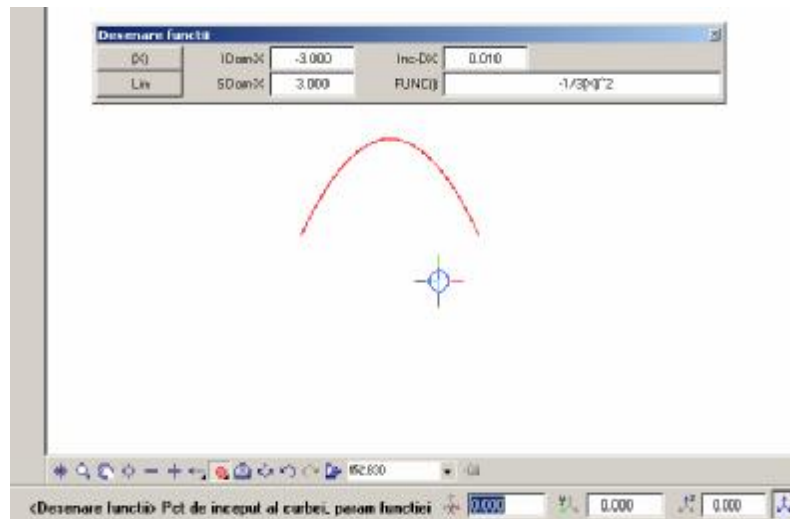 Desenare functii
f(X) IDomX -3.000 Inc-DX 0.010
Lin SDomX 3.000 FUNC() -1/3(X)^2
<Desenare functii> Pct de inceput al curbei, param functiei 0.000 0.000 0.000